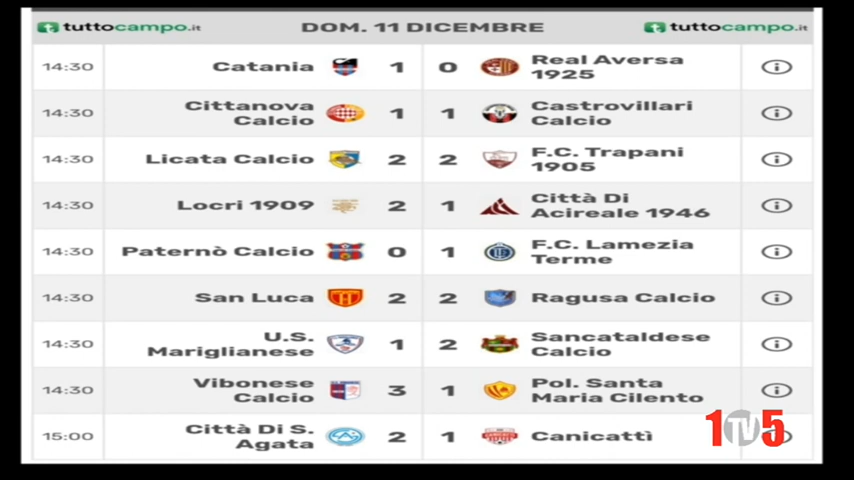 tuttocampo.it DOM. 11 DICEMBRE tuttocampo.it
14:30 Catania 1 0 Real Aversa
1925
14:30 Cittanova
Calcio 1 1 Castrovillari
Calcio
14:30 Licata Calcio 2 2 F.C. Trapani
1905
14:30 Locri 1909 2 1 Città Di
Acireale 1946
14:30 Paternò Calcio 0 1 F.C. Lamezia
Terme
14:30 San Luca 2 2 Ragusa Calcio
14:30 U.S.
Mariglianese 1 2 Sancataldese
Calcio
14:30 Vibonese
Calcio 3 1 Pol. Santa
Maria Cilento
15:00 Città Di S.
Agata 2 1 Canicattì
1TV5